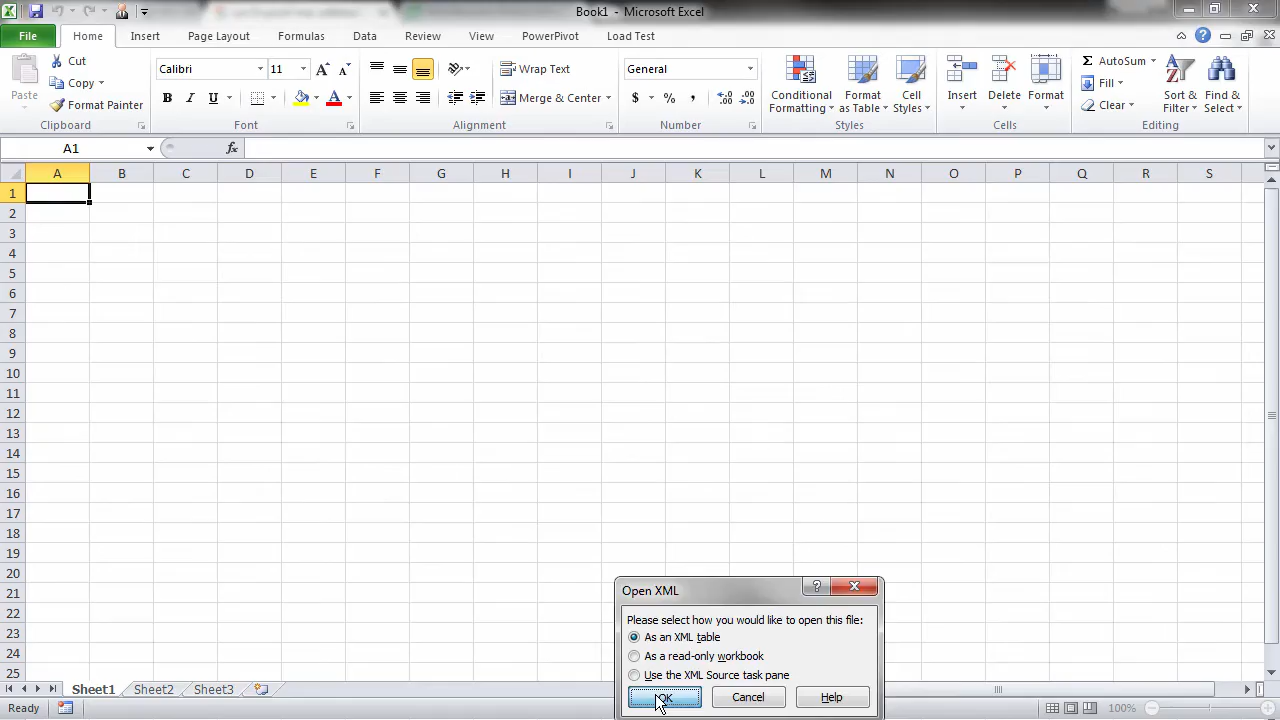 Book1 - Microsoft Excel
File Home Insert Page Layout Formulas Data Review View PowerPivot Load Test
Paste Cut Calibri 11 Wrap Text General Conditional Formatting Format as Table Cell Styles Insert Delete Format AutoSum Sort & Filter Find & Select
Copy Fill
Format Painter B I U A Merge & Center $ % , Clear
Clipboard Font Alignment Number Styles Cells Editing
A1 fx
A B C D E F G H I J K L M N O P Q R S
1
2
3
4
5
6
7
8
9
10
11
12
13
14
15
16
17
18
19
20
21
22
23
24
25
Open XML
Please select how you would like to open this file:
As an XML table
As a read-only workbook
Use the XML Source task pane
OK Cancel Help
Sheet1 Sheet2 Sheet3
Ready 100%